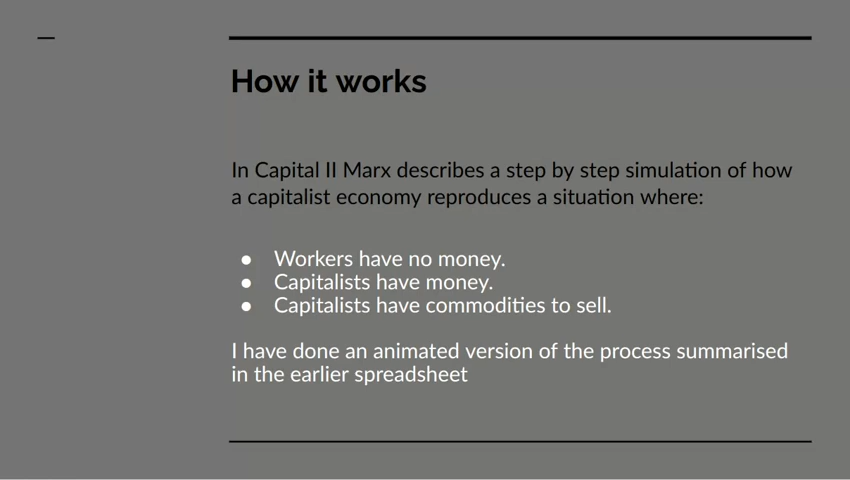 How it works
In Capital II Marx describes a step by step simulation of how
a capitalist economy reproduces a situation where:
● Workers have no money.
● Capitalists have money.
● Capitalists have commodities to sell.
I have done an animated version of the process summarised
in the earlier spreadsheet